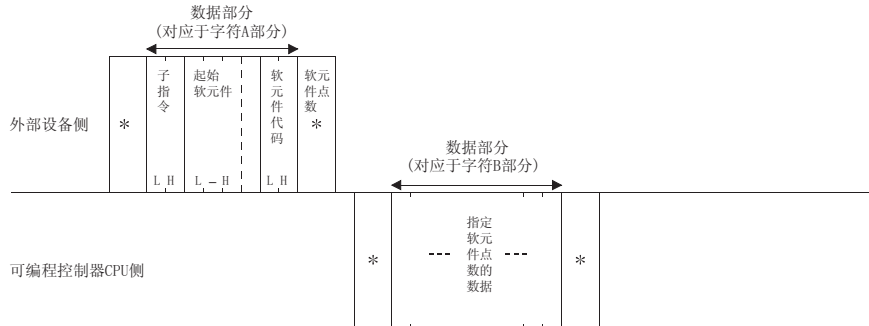 数据部分
(对应于字符A部分)
外部设备侧
*
子指令
L H
起始
软元件
L — H
软元件代码
L H
软元
件点
数
*
数据部分
(对应于字符B部分)
可编程控制器CPU侧
*
指定
软元
件点
数的
数据
*